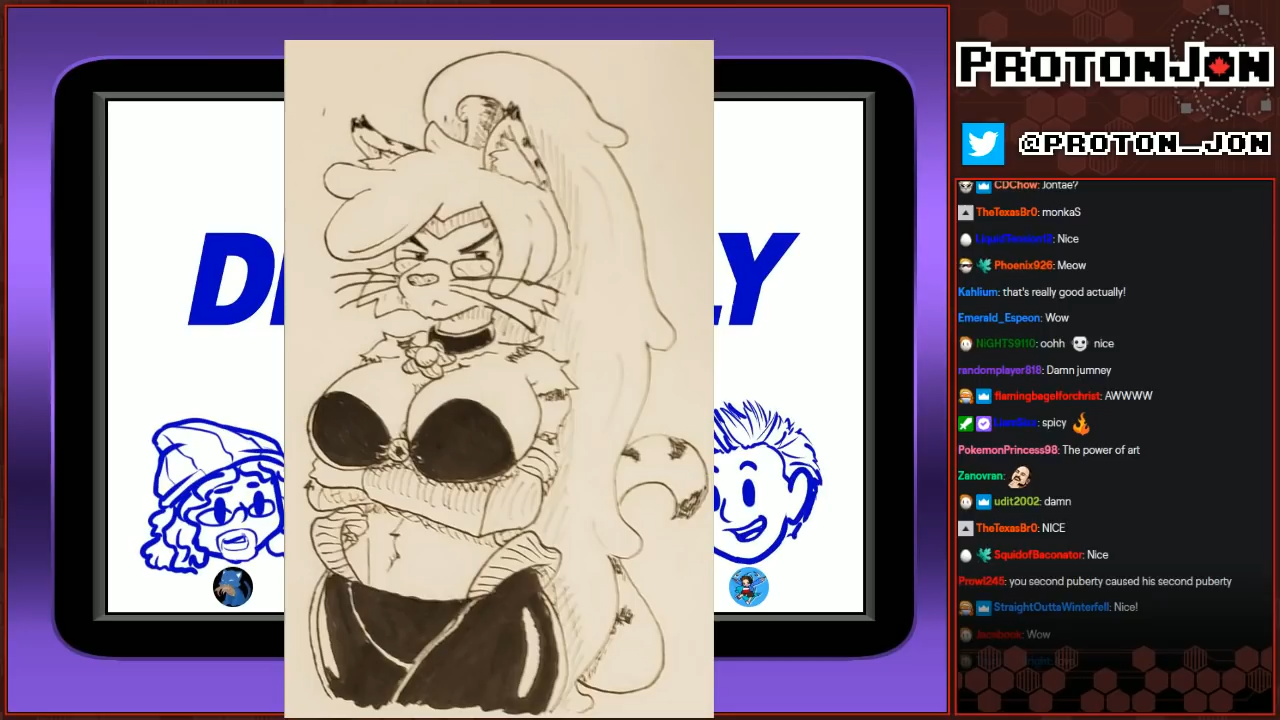 PROTONJON
@PROTON_JON
D
LY
CDChow: Jontae?
TheTexasBr0: monkaS
: Nice
Phoenix926: Meow
Kahlium: that's really good actually!
Emerald_Espeon: Wow
NiGHTS9110: oohh nice
randomplayer818: Damn jumney
flamingbagelforchrist: AWWWW
: spicy
PokemonPrincess98: The power of art
Zanovran:
udit2002: damn
TheTexasBr0: NICE
SquidofBaconator: Nice
Prowl245: you second puberty caused his second puberty
StraightOuttaWinterfell: Nice!
: Wow